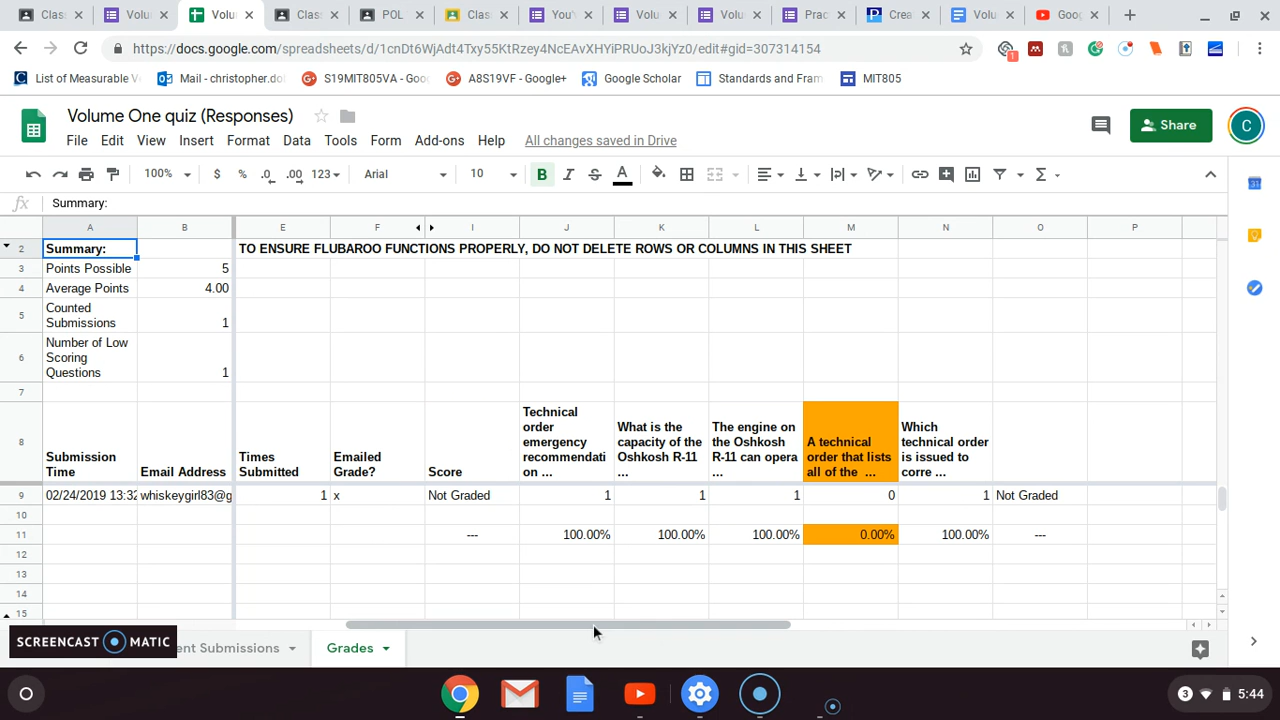 Class
Volu
Volu
Class
POL
Class
You'v
Volu
Volu
Prac
Crea
Volu
Goog
https://docs.google.com/spreadsheets/d/1cnDt6WjAdt4Txy55KtRzey4NcEAvXHYiPRUoJ3kjYz0/edit#gid=307314154
1
List of Measurable V
Mail - christopher.do
S19MIT805VA - Goo
A8S19VF - Google+
Google Scholar
Standards and Fram
MIT805
Volume One quiz (Responses)
File Edit View Insert Format Data Tools Form Add-ons Help All changes saved in Drive
Share
C
100% $ % .0 .00 123 Arial 10 B I S A Σ
fx Summary:
A B E F I J K L M N O P
2 Summary: TO ENSURE FLUBAROO FUNCTIONS PROPERLY, DO NOT DELETE ROWS OR COLUMNS IN THIS SHEET
3 Points Possible 5
4 Average Points 4.00
5 Counted Submissions 1
6 Number of Low Scoring Questions 1
7
8
Submission Time
Email Address
Times Submitted
Emailed Grade?
Score
Technical order emergency recommendati on ...
What is the capacity of the Oshkosh R-11 ...
The engine on the Oshkosh R-11 can opera ...
A technical order that lists all of the ...
Which technical order is issued to corre ...
9 02/24/2019 13:32 whiskeygirl83@g 1 x Not Graded 1 1 1 0 1 Not Graded
10
11 --- 100.00% 100.00% 100.00% 0.00% 100.00% ---
12
13
14
15
SCREENCAST MATIC
ent Submissions
Grades
3 5:44